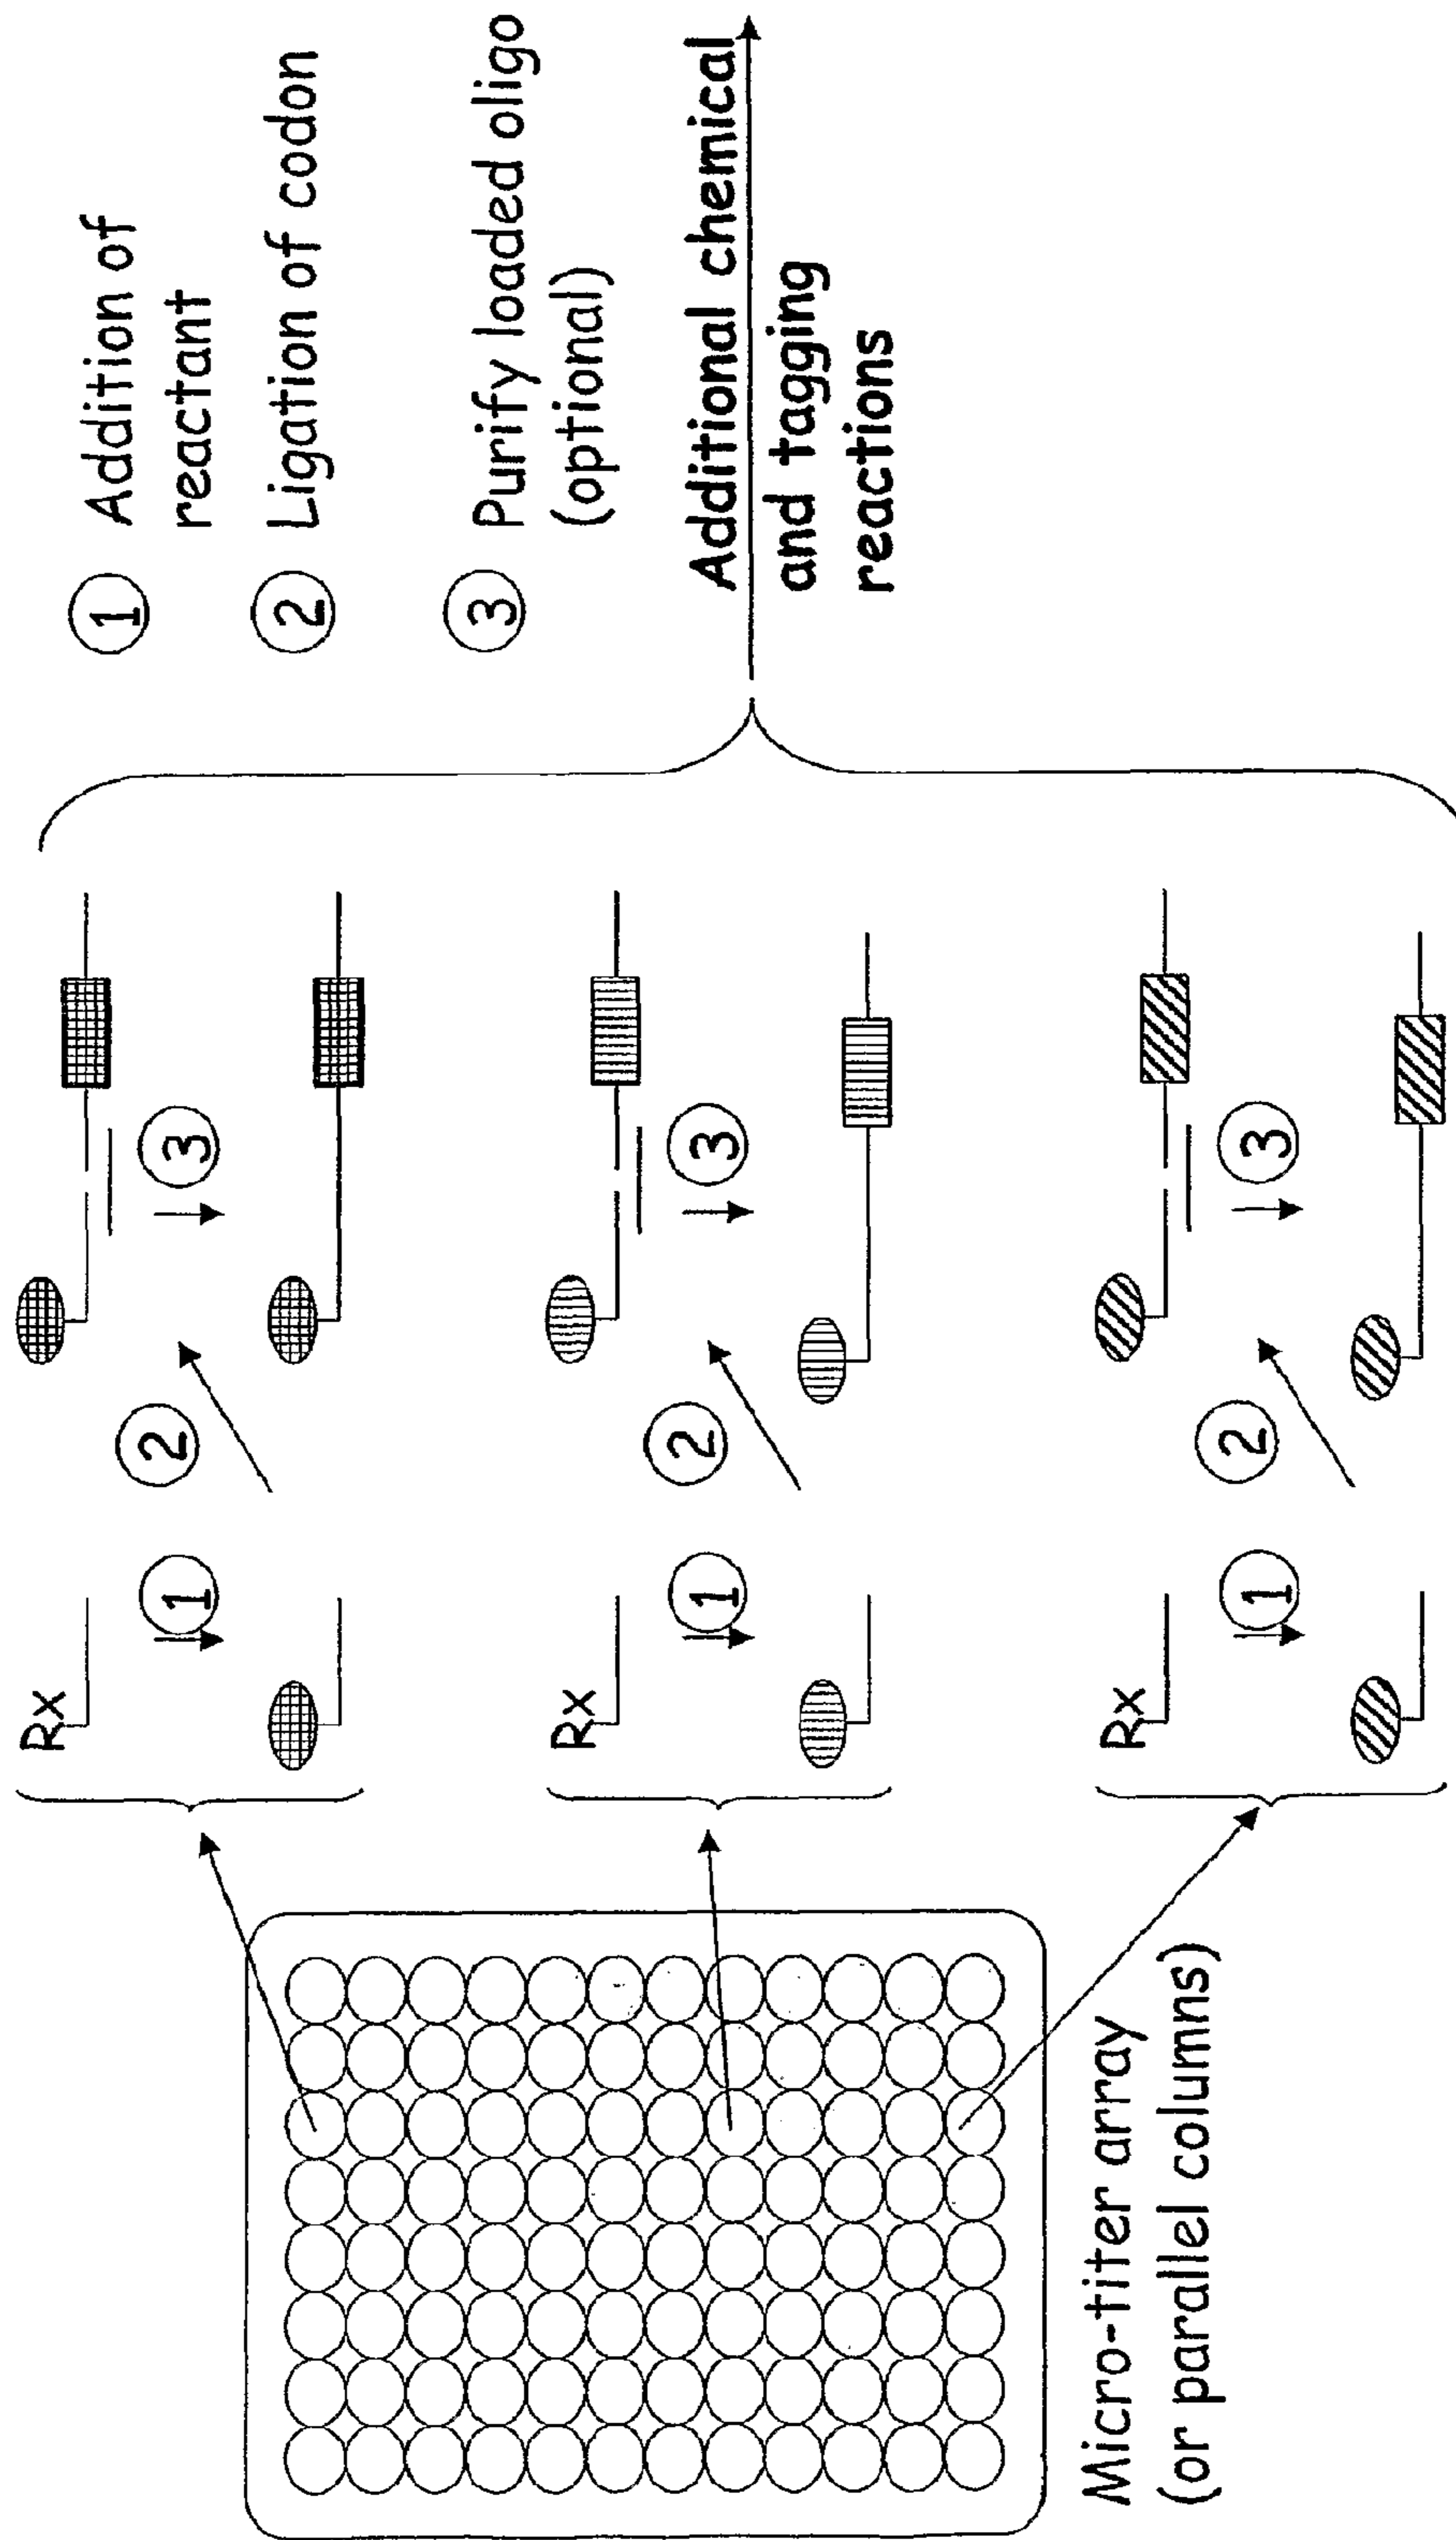 Rx
1
2
3
1 Addition of
reactant
2 Ligation of codon
3 Purify loaded oligo
(optional)
Rx
1
2
3
Additional chemical
and tagging
reactions
Micro-titer array
(or parallel columns)
Rx
1
2
3